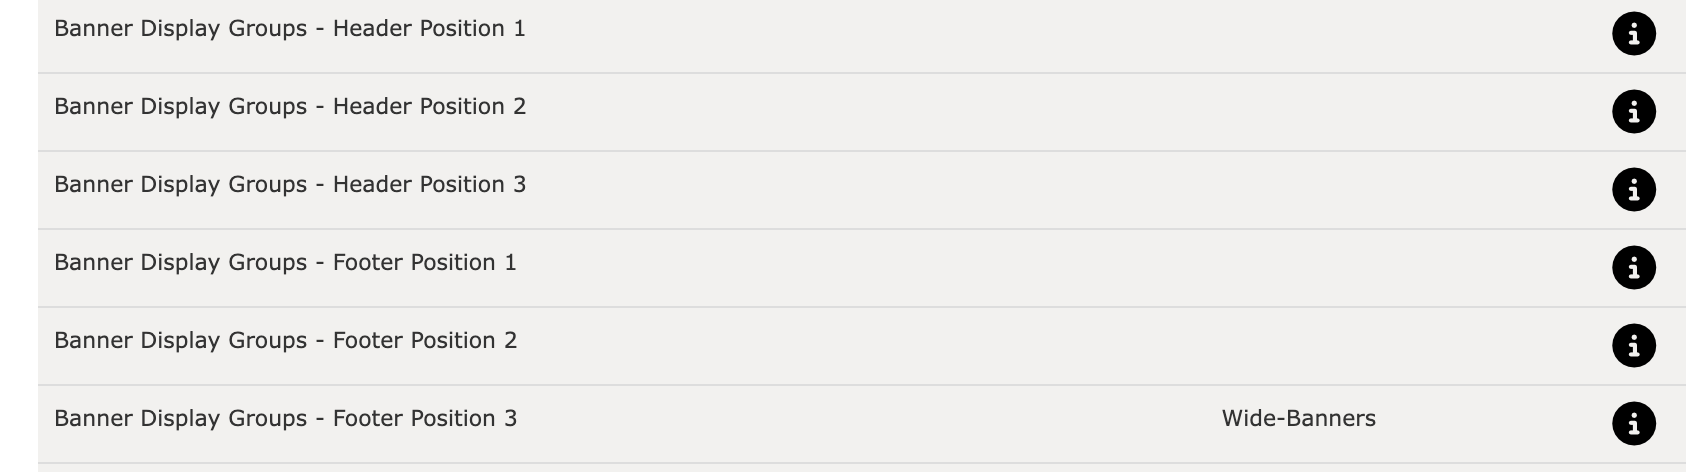 Banner Display Groups - Header Position 1
Banner Display Groups - Header Position 2
Banner Display Groups - Header Position 3
Banner Display Groups - Footer Position 1
Banner Display Groups - Footer Position 2
Banner Display Groups - Footer Position 3 Wide-Banners